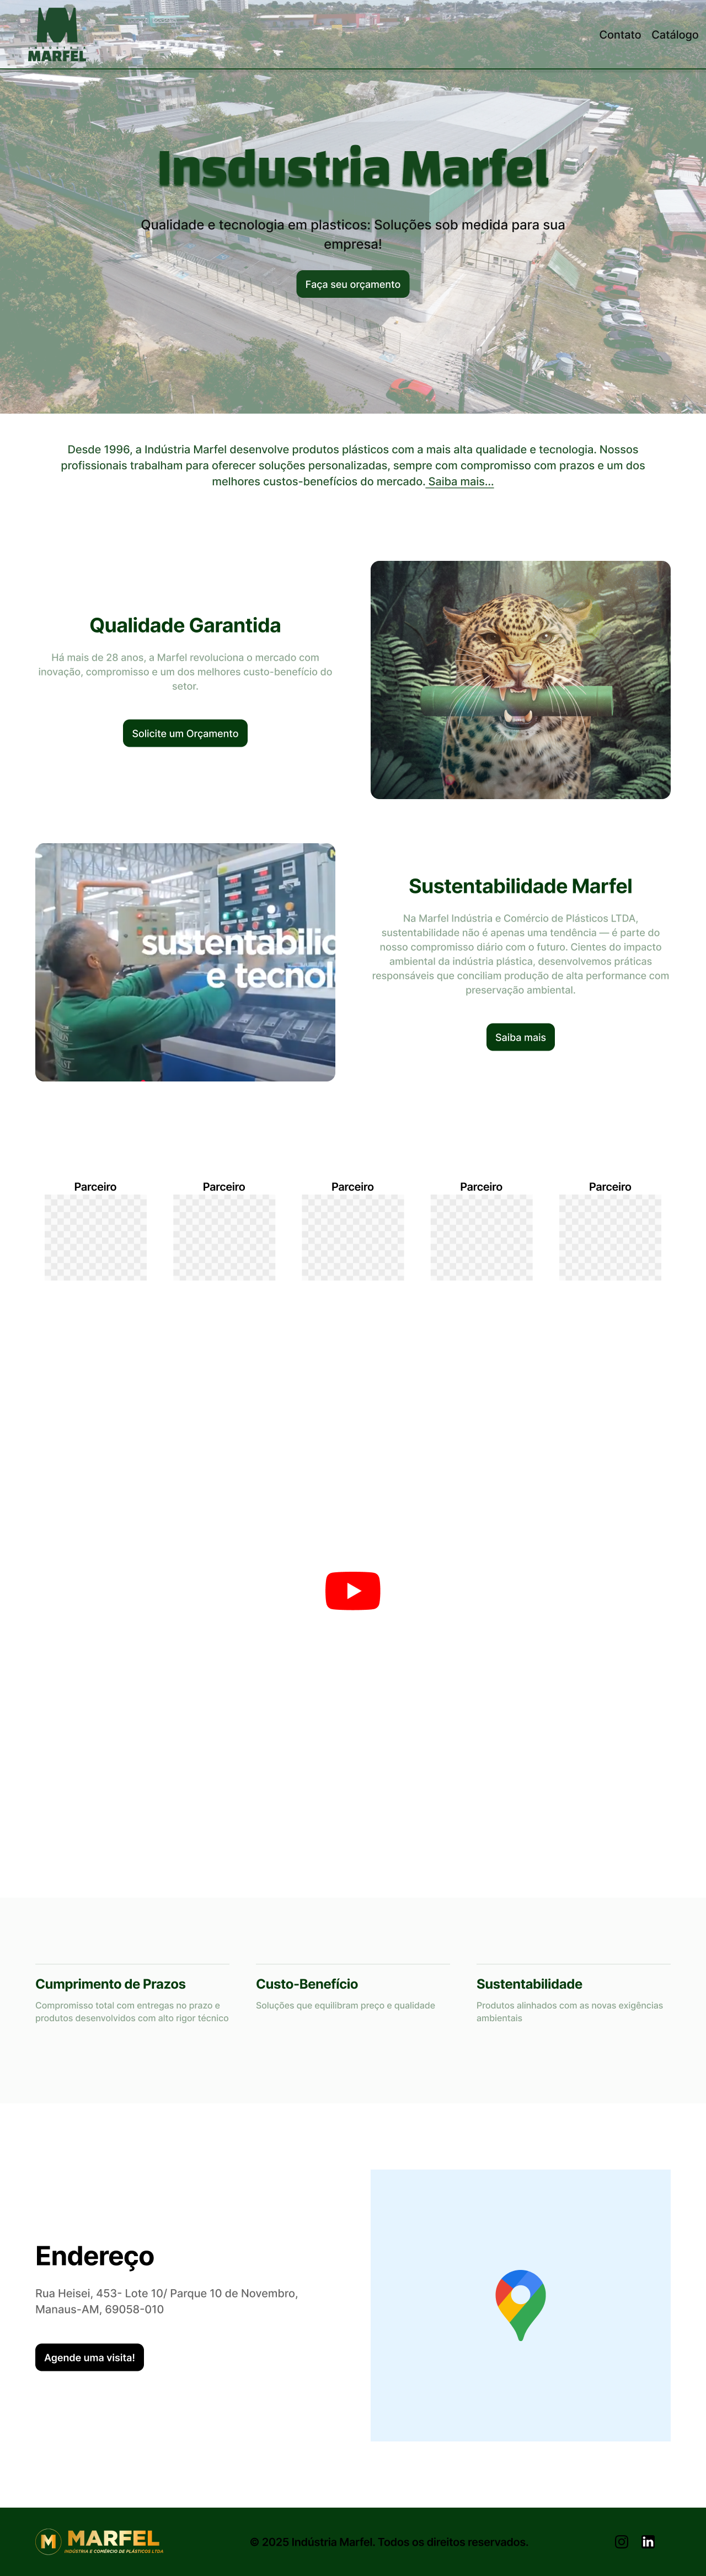 MARFEL
Contato Catálogo
Insdustria Marfel
Qualidade e tecnologia em plasticos: Soluções sob medida para sua
empresa!
Faça seu orçamento
Desde 1996, a Indústria Marfel desenvolve produtos plásticos com a mais alta qualidade e tecnologia. Nossos
profissionais trabalham para oferecer soluções personalizadas, sempre com compromisso com prazos e um dos
melhores custos-benefícios do mercado. Saiba mais...
Qualidade Garantida
Há mais de 28 anos, a Marfel revoluciona o mercado com
inovação, compromisso e um dos melhores custo-benefício do
setor.
Solicite um Orçamento
sustentabilic
e tecnol
Sustentabilidade Marfel
Na Marfel Indústria e Comércio de Plásticos LTDA,
sustentabilidade não é apenas uma tendência — é parte do
nosso compromisso diário com o futuro. Cientes do impacto
ambiental da indústria plástica, desenvolvemos práticas
responsáveis que conciliam produção de alta performance com
preservação ambiental.
Saiba mais
Parceiro Parceiro Parceiro Parceiro Parceiro
Cumprimento de Prazos
Compromisso total com entregas no prazo e
produtos desenvolvidos com alto rigor técnico
Custo-Benefício
Soluções que equilibram preço e qualidade
Sustentabilidade
Produtos alinhados com as novas exigências
ambientais
Endereço
Rua Heisei, 453- Lote 10/ Parque 10 de Novembro,
Manaus-AM, 69058-010
Agende uma visita!
M MARFEL
INDÚSTRIA E COMÉRCIO DE PLÁSTICOS LTDA
© 2025 Indústria Marfel. Todos os direitos reservados.
in